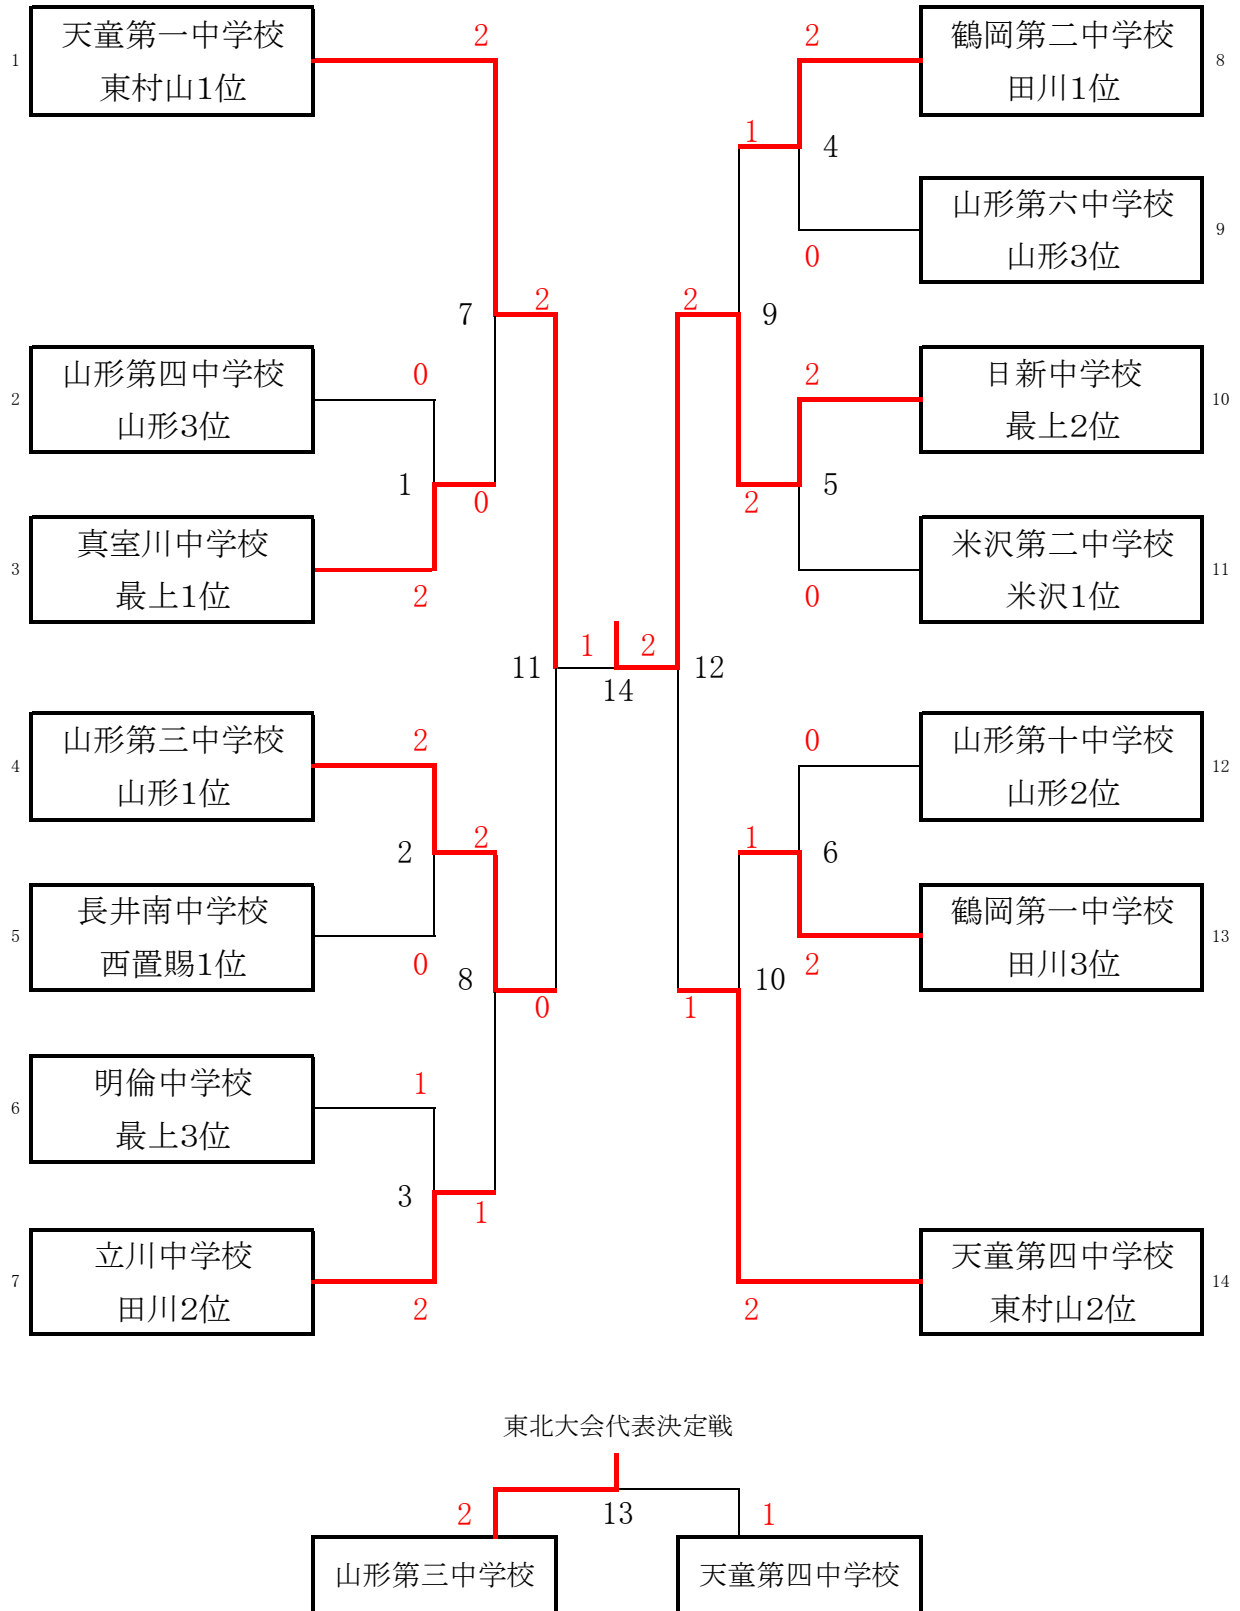 1
天童第一中学校
東村山1位
2
7
2
2
山形第四中学校
山形3位
0
1
0
3
真室川中学校
最上1位
2
11
1
14
4
山形第三中学校
山形1位
2
2
2
5
長井南中学校
西置賜1位
0
8
0
6
明倫中学校
最上3位
1
3
1
7
立川中学校
田川2位
2
2
鶴岡第二中学校
田川1位
8
1
4
山形第六中学校
山形3位
9
0
2
9
2
日新中学校
最上2位
10
2
5
米沢第二中学校
米沢1位
11
0
2
12
0
山形第十中学校
山形2位
12
1
6
鶴岡第一中学校
田川3位
13
2
1
10
天童第四中学校
東村山2位
14
2
東北大会代表決定戦
2
13
1
山形第三中学校
天童第四中学校